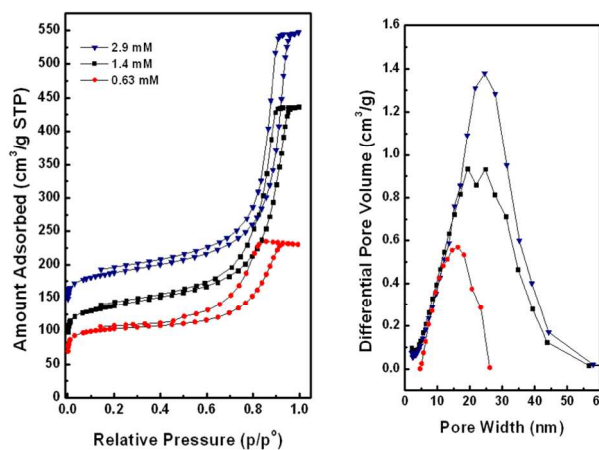 600
550
500
450
400
350
300
250
200
150
100
50
0
0.0 0.2 0.4 0.6 0.8 1.0
Amount Adsorbed (cm³/g STP)
Relative Pressure (p/p°)
2.9 mM
1.4 mM
0.63 mM
1.6
1.4
1.2
1.0
0.8
0.6
0.4
0.2
0.0
0 10 20 30 40 50 60
Differential Pore Volume (cm³/g)
Pore Width (nm)